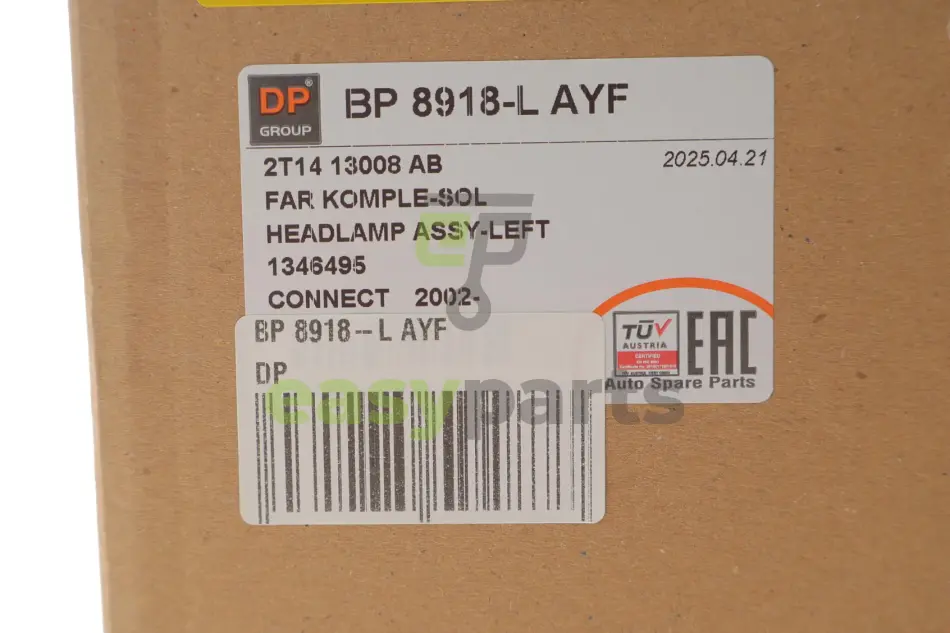 DP®
GROUP
BP 8918-L AYF
2T14 13008 AB
2025.04.21
FAR KOMPLE-SOL
HEADLAMP ASSY-LEFT
1346495
CONNECT 2002-
TÜV
AUSTRIA
CERTIFIED
EAC
Auto Spare Parts
BP 8918--L AYF
DP
easyparts